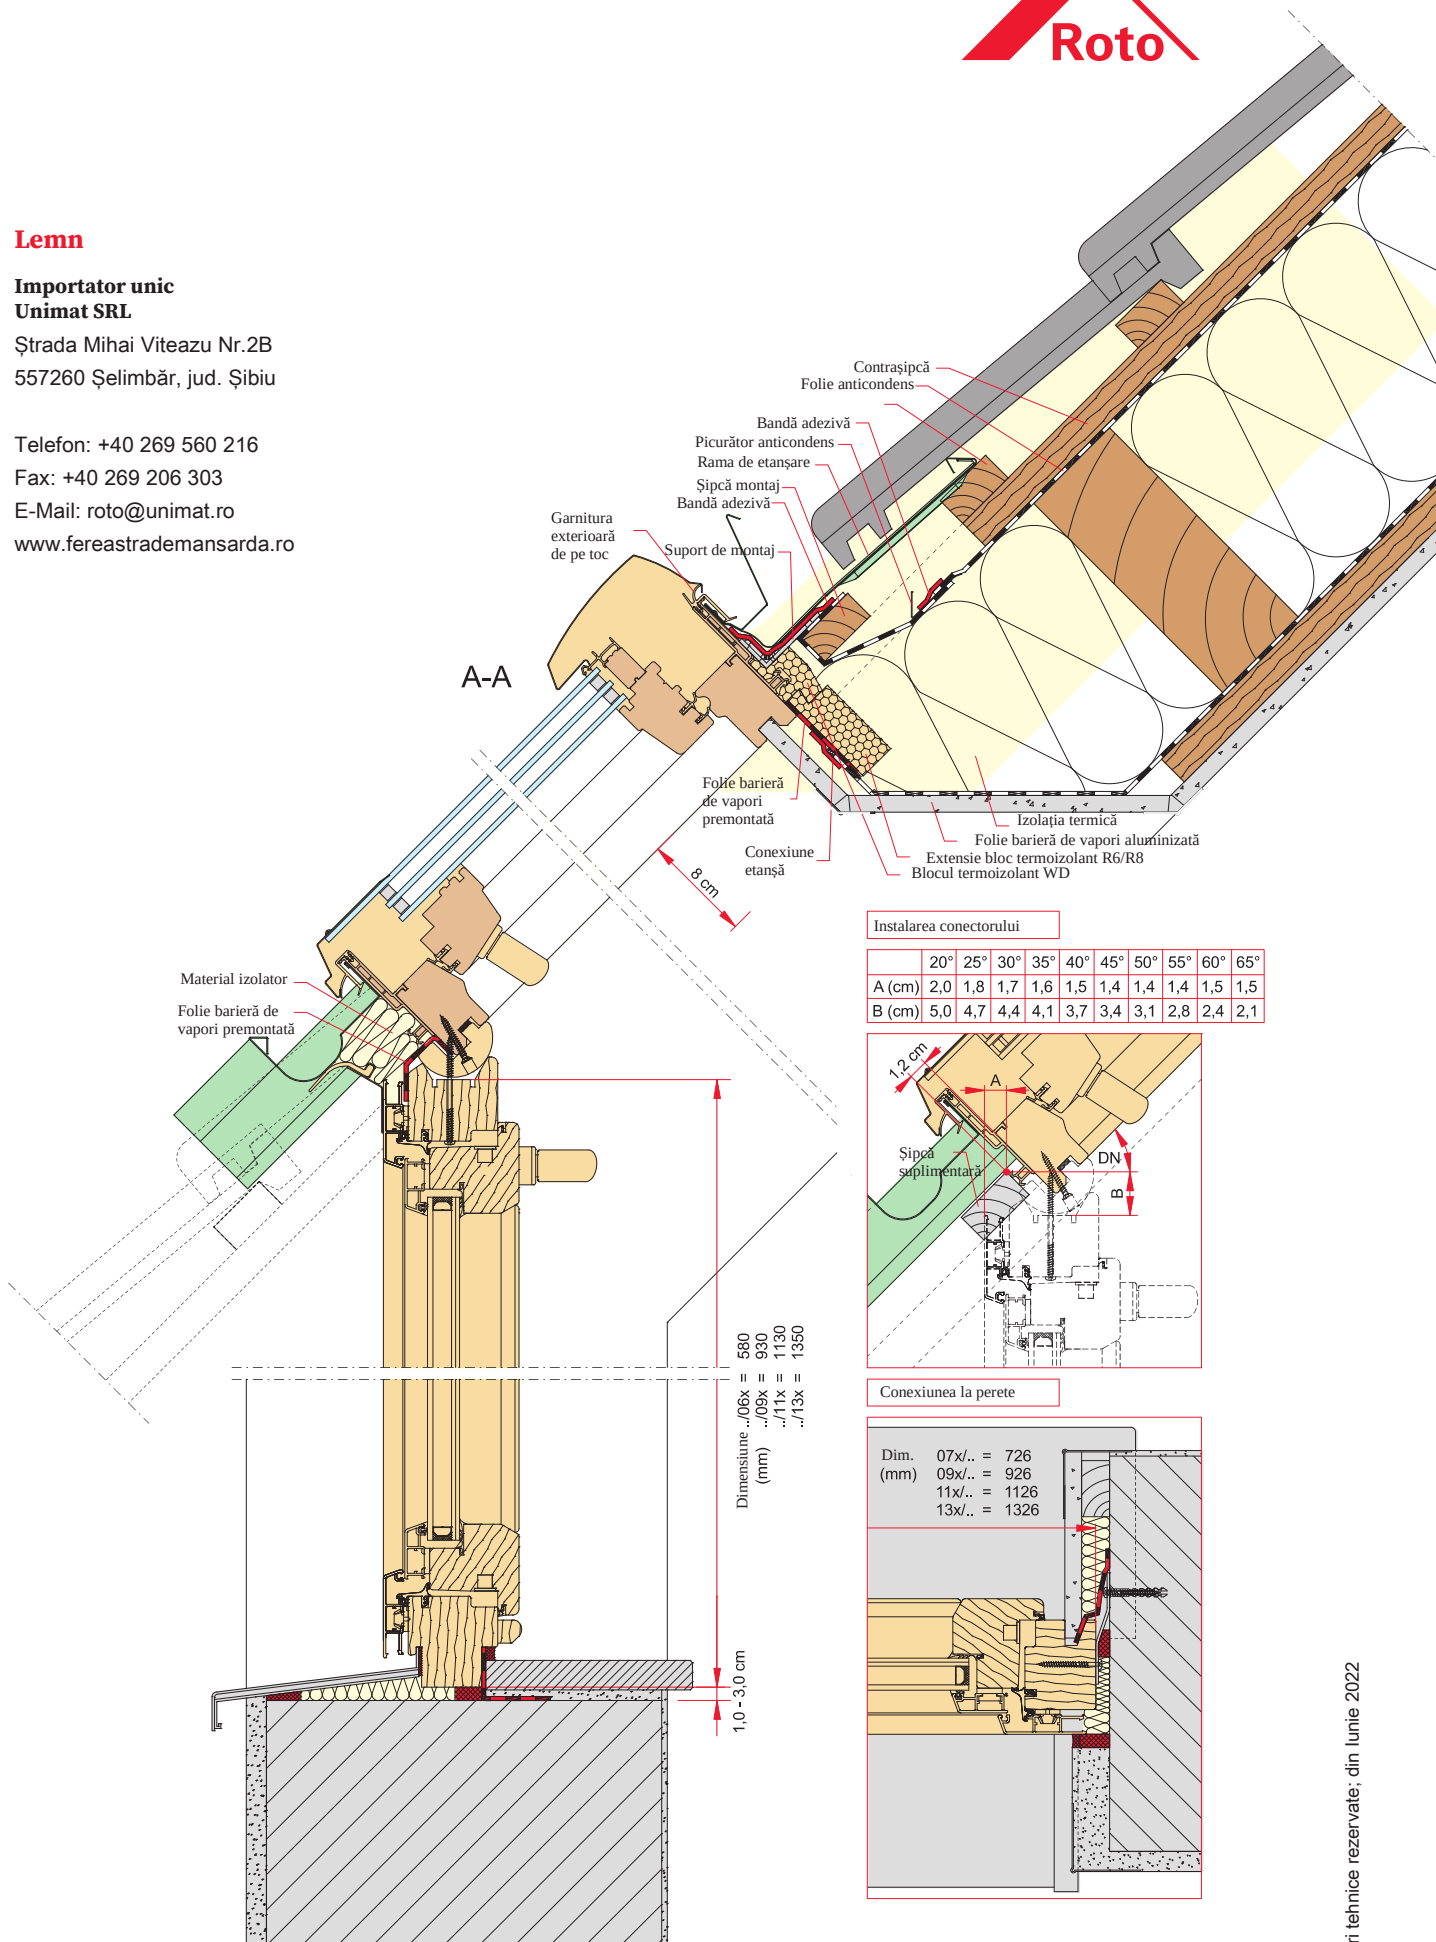 Roto
Lemn
Importator unic
Unimat SRL
Ștrada Mihai Viteazu Nr.2B
557260 Șelimbăr, jud. Șibiu
Telefon: +40 269 560 216
Fax: +40 269 206 303
E-Mail: roto@unimat.ro
www.fereastrademansarda.ro
Contrașipcă
Folie anticondens
Bandă adezivă
Picurător anticondens
Rama de etanșare
Șipcă montaj
Bandă adezivă
Garnitura
exterioară
de pe toc
Suport de montaj
A-A
Folie barieră
de vapori
premontată
Conexiune
etanșă
Izolația termică
Folie barieră de vapori aluminizată
Extensie bloc termoizolant R6/R8
Blocul termoizolant WD
8 cm
Material izolator
Folie barieră de
vapori premontată
Instalarea conectorului
20° 25° 30° 35° 40° 45° 50° 55° 60° 65°
A (cm) 2,0 1,8 1,7 1,6 1,5 1,4 1,4 1,4 1,5 1,5
B (cm) 5,0 4,7 4,4 4,1 3,7 3,4 3,1 2,8 2,4 2,1
1,2 cm
A
Șipcă
suplimentară
DN
B
Dimensiune ../06x = 580
(mm) ../09x = 930
../11x = 1130
../13x = 1350
1,0 - 3,0 cm
Conexiunea la perete
Dim. 07x/.. = 726
(mm) 09x/.. = 926
11x/.. = 1126
13x/.. = 1326
ri tehnice rezervate; din Iunie 2022